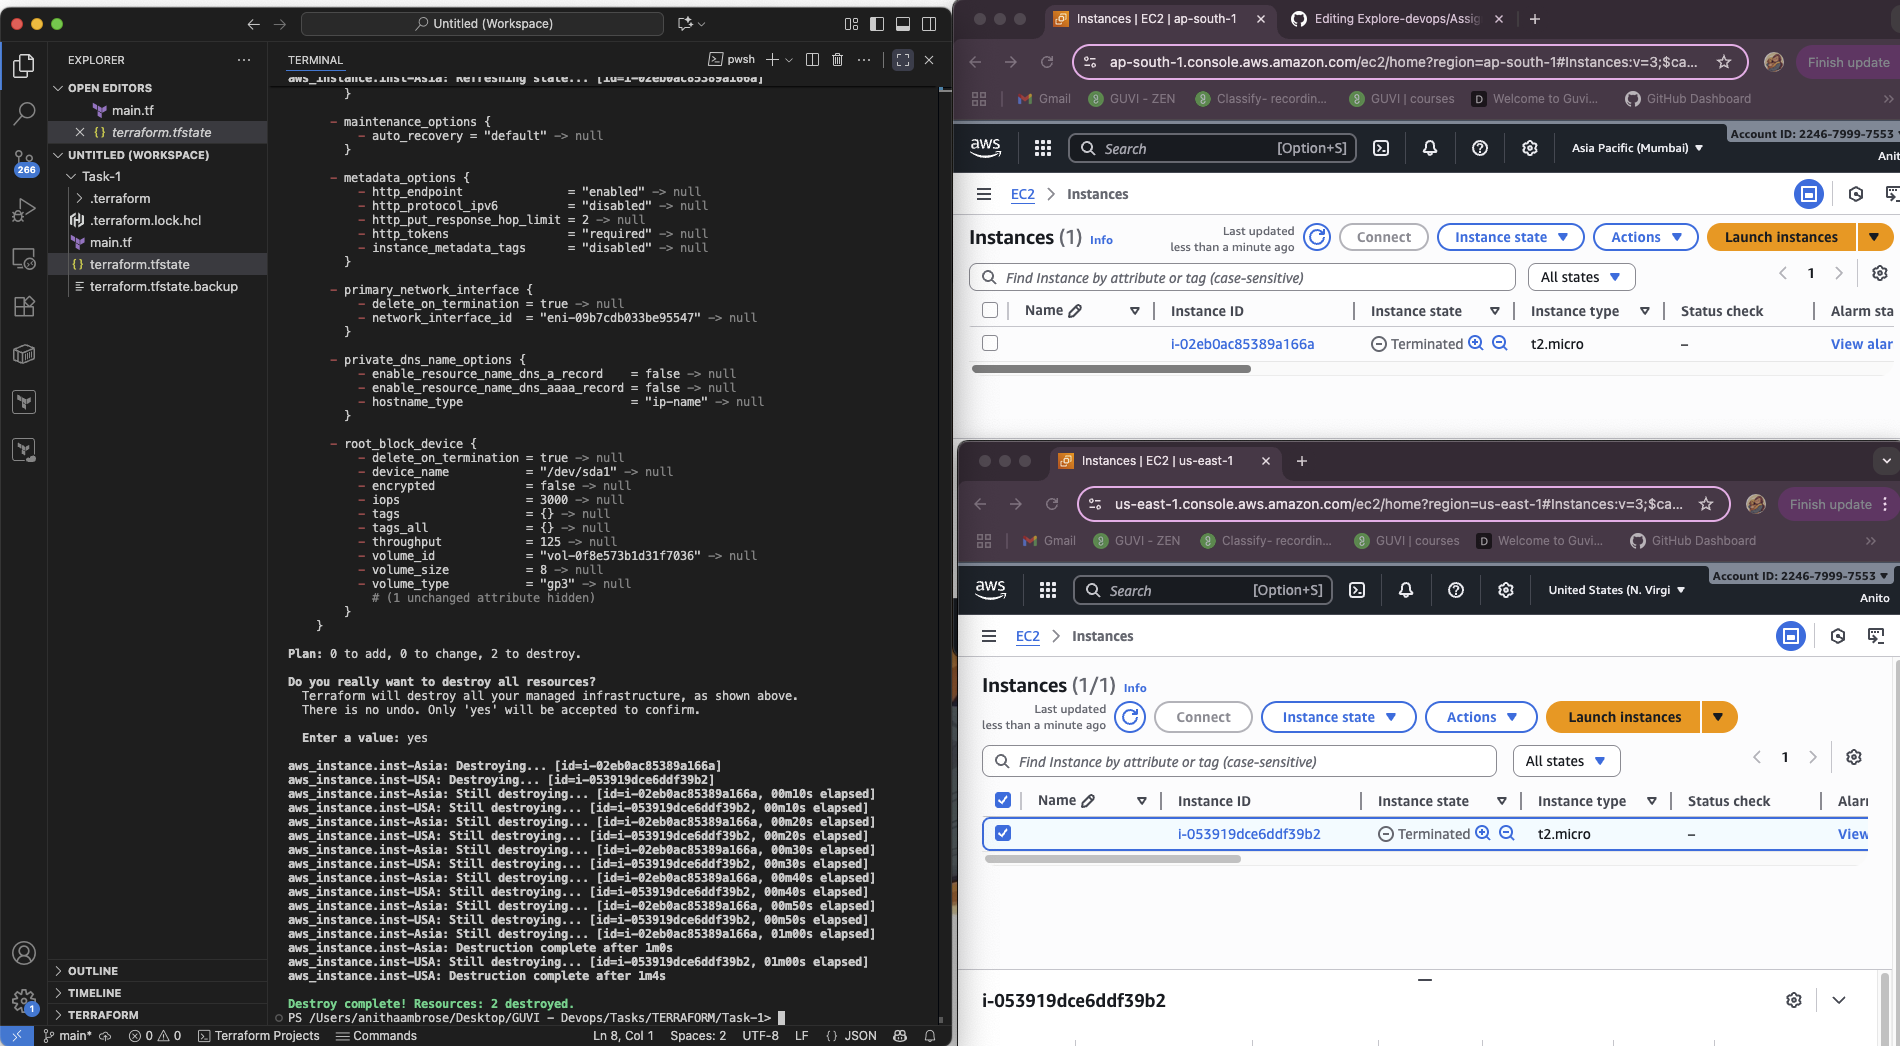 Untitled (Workspace)
EXPLORER
OPEN EDITORS
main.tf
terraform.tfstate
UNTITLED (WORKSPACE)
Task-1
.terraform
.terraform.lock.hcl
main.tf
terraform.tfstate
terraform.tfstate.backup
266
1
OUTLINE
TIMELINE
TERRAFORM
TERMINAL
pwsh
aws_instance.inst-Asia: Refreshing state... [id=i-02eb0ac85389a166a]
}
- maintenance_options {
- auto_recovery = "default" -> null
}
- metadata_options {
- http_endpoint = "enabled" -> null
- http_protocol_ipv6 = "disabled" -> null
- http_put_response_hop_limit = 2 -> null
- http_tokens = "required" -> null
- instance_metadata_tags = "disabled" -> null
}
- primary_network_interface {
- delete_on_termination = true -> null
- network_interface_id = "eni-09b7cdb033be95547" -> null
}
- private_dns_name_options {
- enable_resource_name_dns_a_record = false -> null
- enable_resource_name_dns_aaaa_record = false -> null
- hostname_type = "ip-name" -> null
}
- root_block_device {
- delete_on_termination = true -> null
- device_name = "/dev/sda1" -> null
- encrypted = false -> null
- iops = 3000 -> null
- tags = {} -> null
- tags_all = {} -> null
- throughput = 125 -> null
- volume_id = "vol-0f8e573b1d31f7036" -> null
- volume_size = 8 -> null
- volume_type = "gp3" -> null
# (1 unchanged attribute hidden)
}
}
Plan: 0 to add, 0 to change, 2 to destroy.
Do you really want to destroy all resources?
Terraform will destroy all your managed infrastructure, as shown above.
There is no undo. Only 'yes' will be accepted to confirm.
Enter a value: yes
aws_instance.inst-Asia: Destroying... [id=i-02eb0ac85389a166a]
aws_instance.inst-USA: Destroying... [id=i-053919dce6ddf39b2]
aws_instance.inst-Asia: Still destroying... [id=i-02eb0ac85389a166a, 00m10s elapsed]
aws_instance.inst-USA: Still destroying... [id=i-053919dce6ddf39b2, 00m10s elapsed]
aws_instance.inst-Asia: Still destroying... [id=i-02eb0ac85389a166a, 00m20s elapsed]
aws_instance.inst-USA: Still destroying... [id=i-053919dce6ddf39b2, 00m20s elapsed]
aws_instance.inst-Asia: Still destroying... [id=i-02eb0ac85389a166a, 00m30s elapsed]
aws_instance.inst-USA: Still destroying... [id=i-053919dce6ddf39b2, 00m30s elapsed]
aws_instance.inst-Asia: Still destroying... [id=i-02eb0ac85389a166a, 00m40s elapsed]
aws_instance.inst-USA: Still destroying... [id=i-053919dce6ddf39b2, 00m40s elapsed]
aws_instance.inst-Asia: Still destroying... [id=i-02eb0ac85389a166a, 00m50s elapsed]
aws_instance.inst-USA: Still destroying... [id=i-053919dce6ddf39b2, 00m50s elapsed]
aws_instance.inst-Asia: Still destroying... [id=i-02eb0ac85389a166a, 01m00s elapsed]
aws_instance.inst-Asia: Destruction complete after 1m0s
aws_instance.inst-USA: Still destroying... [id=i-053919dce6ddf39b2, 01m00s elapsed]
aws_instance.inst-USA: Destruction complete after 1m4s
Destroy complete! Resources: 2 destroyed.
PS /Users/anithaambrose/Desktop/GUVI - Devops/Tasks/TERRAFORM/Task-1>
main* 0 0 Terraform Projects Commands Ln 8, Col 1 Spaces: 2 UTF-8 LF {} JSON
Instances | EC2 | ap-south-1 Editing Explore-devops/Assig
ap-south-1.console.aws.amazon.com/ec2/home?region=ap-south-1#Instances:v=3;$ca... Finish update
Gmail GUVI - ZEN Classify- recordin... GUVI | courses Welcome to Guvi... GitHub Dashboard
aws Search [Option+S] Asia Pacific (Mumbai) Account ID: 2246-7999-7553
Anit
EC2 > Instances
Instances (1) Info Last updated less than a minute ago Connect Instance state Actions Launch instances
Find Instance by attribute or tag (case-sensitive) All states 1
Name Instance ID Instance state Instance type Status check Alarm sta
i-02eb0ac85389a166a Terminated t2.micro – View alar
Instances | EC2 | us-east-1
us-east-1.console.aws.amazon.com/ec2/home?region=us-east-1#Instances:v=3;$ca... Finish update
Gmail GUVI - ZEN Classify- recordin... GUVI | courses Welcome to Guvi... GitHub Dashboard
aws Search [Option+S] United States (N. Virgi Account ID: 2246-7999-7553
Anito
EC2 > Instances
Instances (1/1) Info
Last updated less than a minute ago Connect Instance state Actions Launch instances
Find Instance by attribute or tag (case-sensitive) All states 1
Name Instance ID Instance state Instance type Status check Alarr
i-053919dce6ddf39b2 Terminated t2.micro – View
i-053919dce6ddf39b2